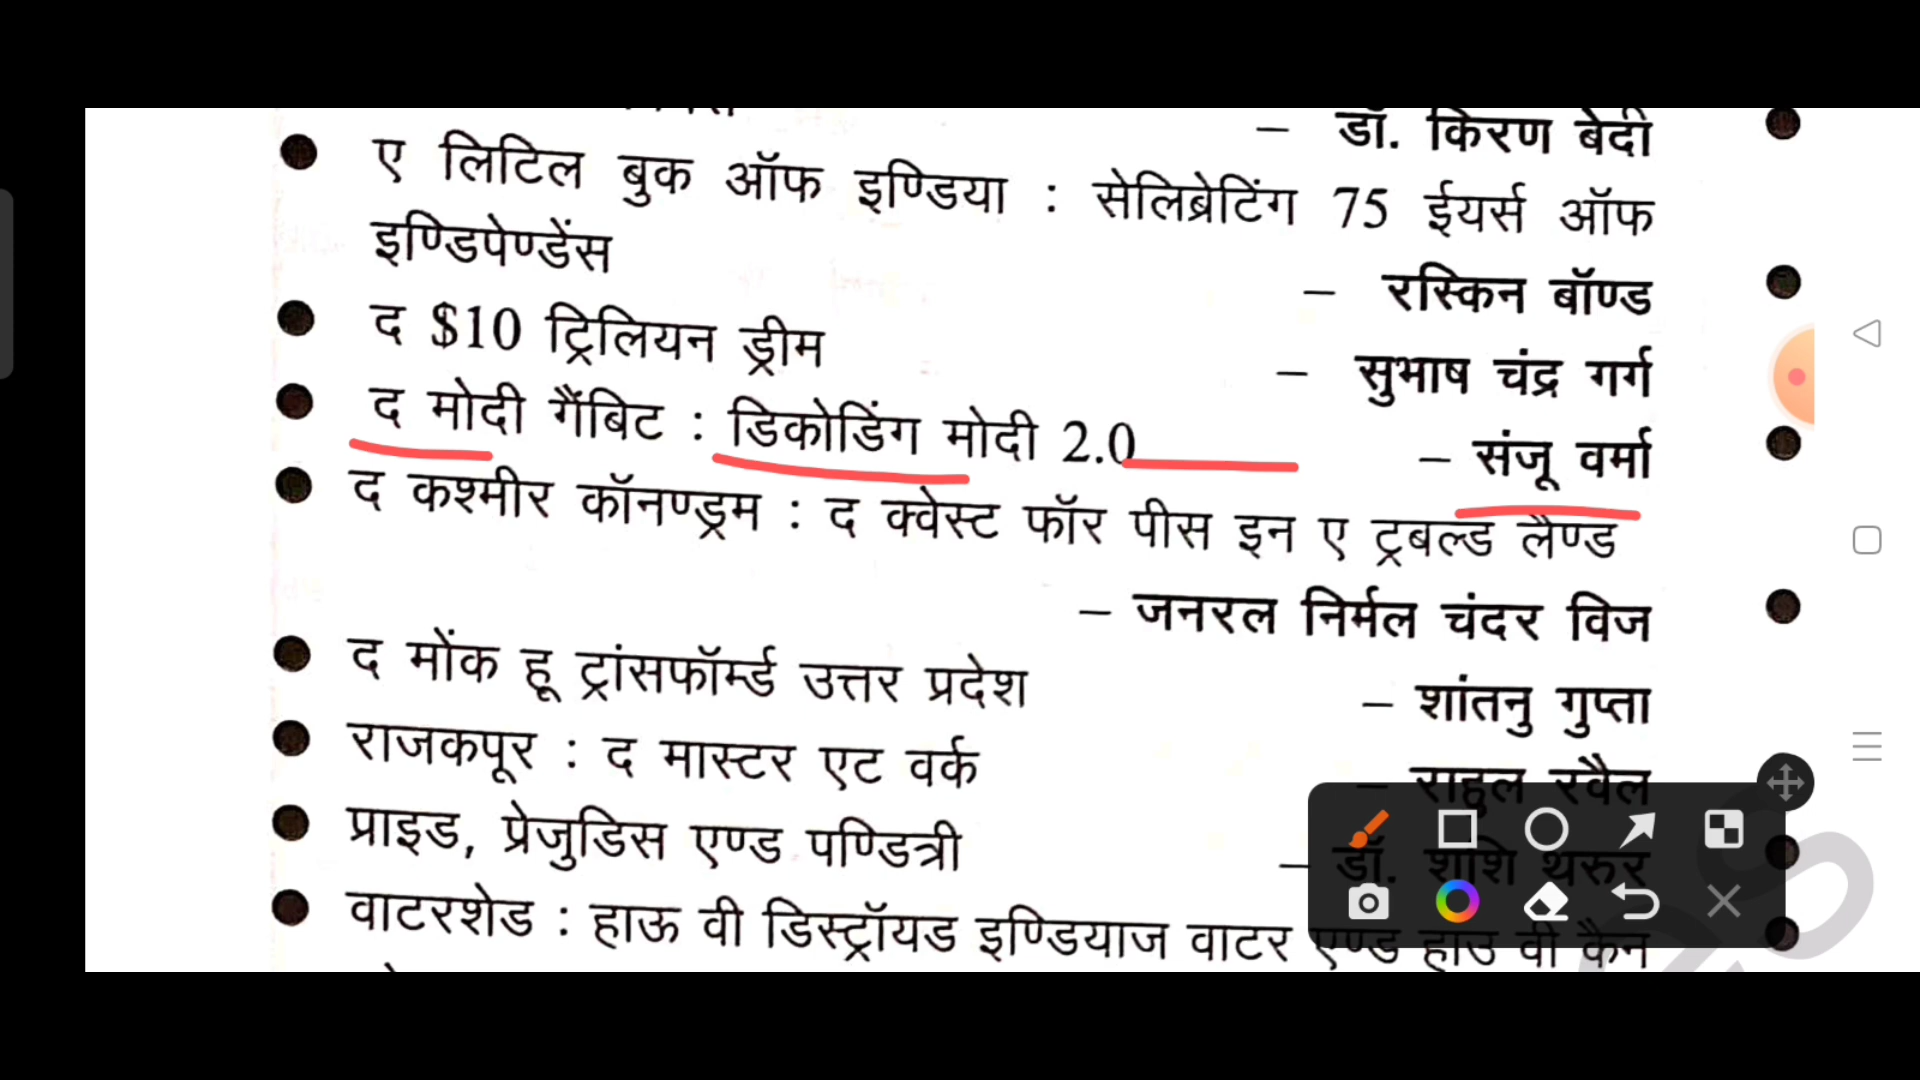 – डॉ. किरण बेदी
● ए लिटिल बुक ऑफ इण्डिया : सेलिब्रेटिंग 75 ईयर्स ऑफ
इण्डिपेण्डेंस – रस्किन बॉण्ड
● द $10 ट्रिलियन ड्रीम – सुभाष चंद्र गर्ग
● द मोदी गैंबिट : डिकोडिंग मोदी 2.0 – संजू वर्मा
● द कश्मीर कॉनण्ड्रम : द क्वेस्ट फॉर पीस इन ए ट्रबल्ड लैण्ड
– जनरल निर्मल चंदर विज
● द मोंक हू ट्रांसफॉर्म्ड उत्तर प्रदेश – शांतनु गुप्ता
● राजकपूर : द मास्टर एट वर्क – राहुल रवैल
● प्राइड, प्रेजुडिस एण्ड पण्डित्री – डॉ. शशि थरुर
● वाटरशेड : हाऊ वी डिस्ट्रॉयड इण्डियाज वाटर एण्ड हाउ वी कैन